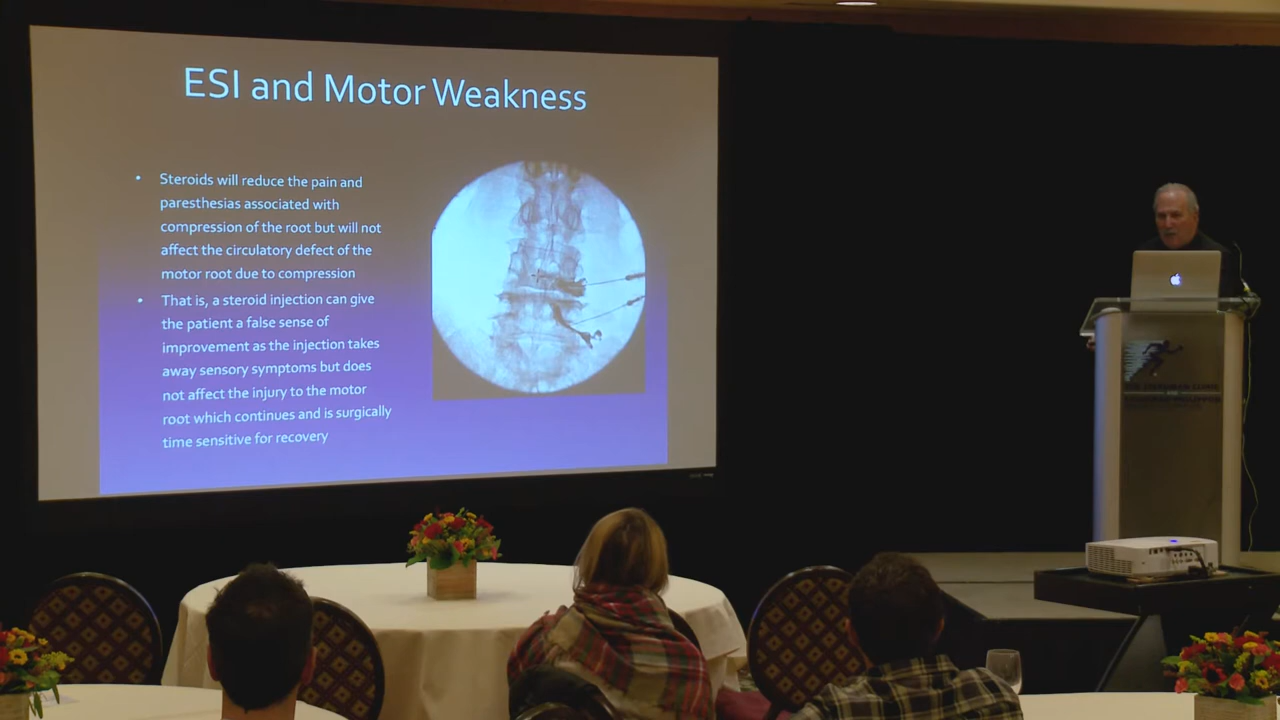 ESI and Motor Weakness
• Steroids will reduce the pain and
paresthesias associated with
compression of the root but will not
affect the circulatory defect of the
motor root due to compression
• That is, a steroid injection can give
the patient a false sense of
improvement as the injection takes
away sensory symptoms but does
not affect the injury to the motor
root which continues and is surgically
time sensitive for recovery